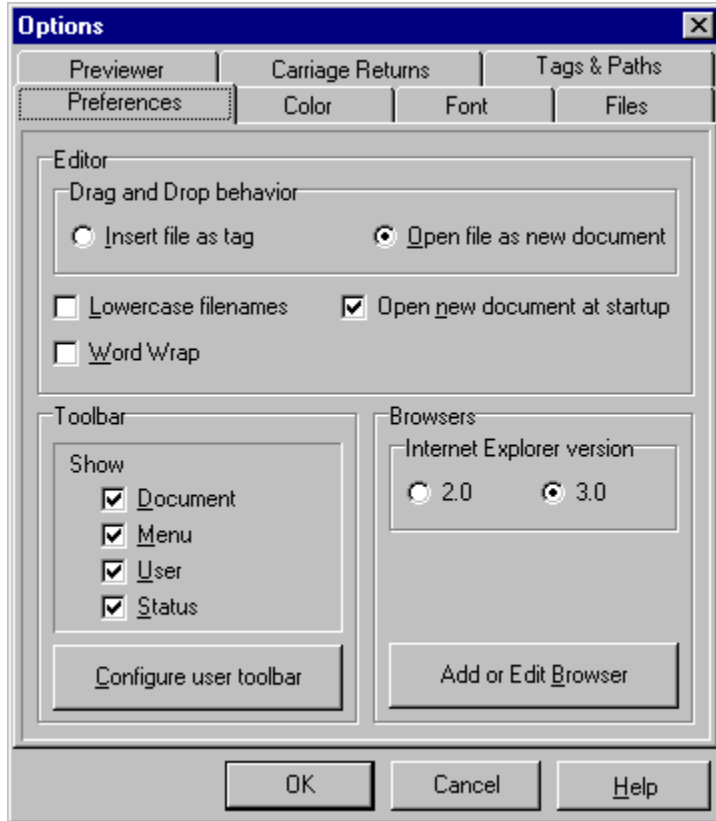 Options
Previewer Carriage Returns Tags & Paths
Preferences Color Font Files
Editor
Drag and Drop behavior
Insert file as tag Open file as new document
Lowercase filenames Open new document at startup
Word Wrap
Toolbar
Show
Document
Menu
User
Status
Configure user toolbar
Browsers
Internet Explorer version
2.0 3.0
Add or Edit Browser
OK Cancel Help